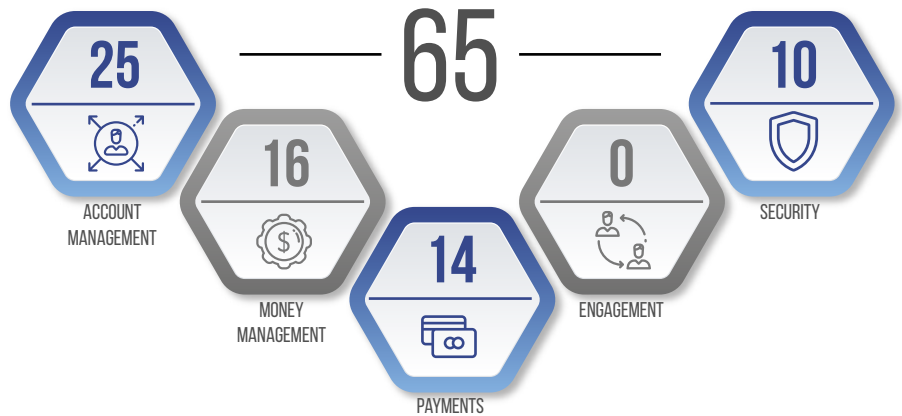 65
25
ACCOUNT
MANAGEMENT
16
$
MONEY
MANAGEMENT
14
PAYMENTS
0
ENGAGEMENT
10
SECURITY